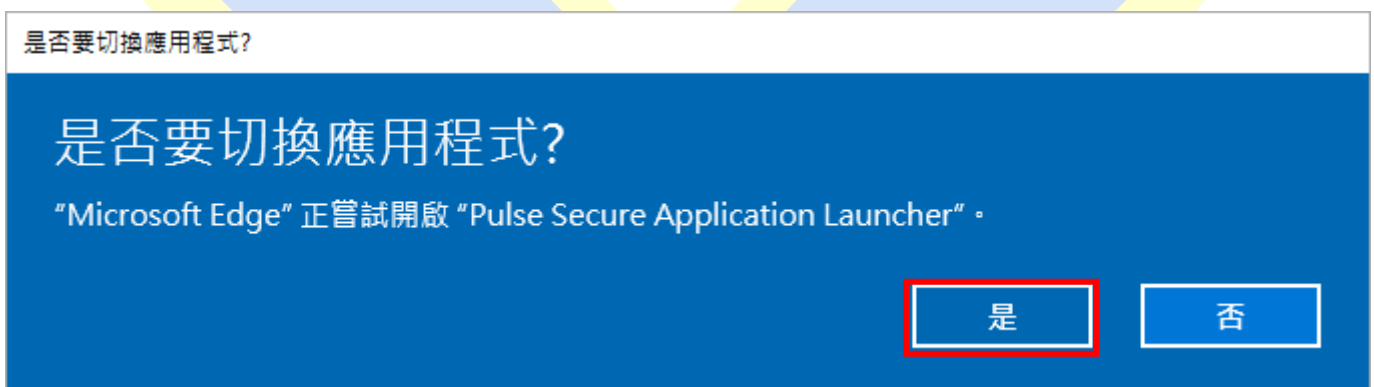 是否要切換應用程式?
是否要切換應用程式?
"Microsoft Edge" 正嘗試開啟 "Pulse Secure Application Launcher"。
是
否